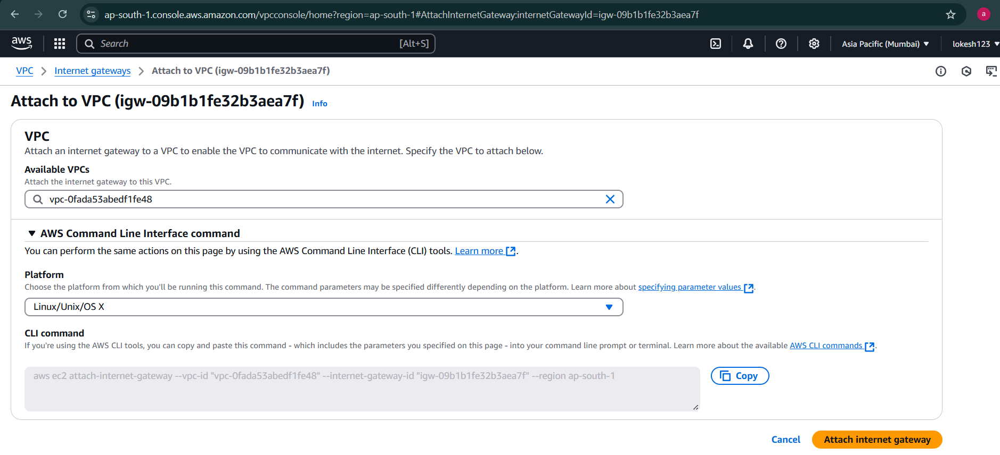 ap-south-1.console.aws.amazon.com/vpcconsole/home?region=ap-south-1#AttachInternetGateway:internetGatewayId=igw-09b1b1fe32b3aea7f
a
aws
Search
[Alt+S]
Asia Pacific (Mumbai)
lokesh123
VPC
Internet gateways
Attach to VPC (igw-09b1b1fe32b3aea7f)
Attach to VPC (igw-09b1b1fe32b3aea7f) Info
VPC
Attach an internet gateway to a VPC to enable the VPC to communicate with the internet. Specify the VPC to attach below.
Available VPCs
Attach the internet gateway to this VPC.
vpc-0fada53abedf1fe48
AWS Command Line Interface command
You can perform the same actions on this page by using the AWS Command Line Interface (CLI) tools. Learn more.
Platform
Choose the platform from which you'll be running this command. The command parameters may be specified differently depending on the platform. Learn more about specifying parameter values.
Linux/Unix/OS X
CLI command
If you're using the AWS CLI tools, you can copy and paste this command - which includes the parameters you specified on this page - into your command line prompt or terminal. Learn more about the available AWS CLI commands.
aws ec2 attach-internet-gateway --vpc-id "vpc-0fada53abedf1fe48" --internet-gateway-id "igw-09b1b1fe32b3aea7f" --region ap-south-1
Copy
Cancel
Attach internet gateway